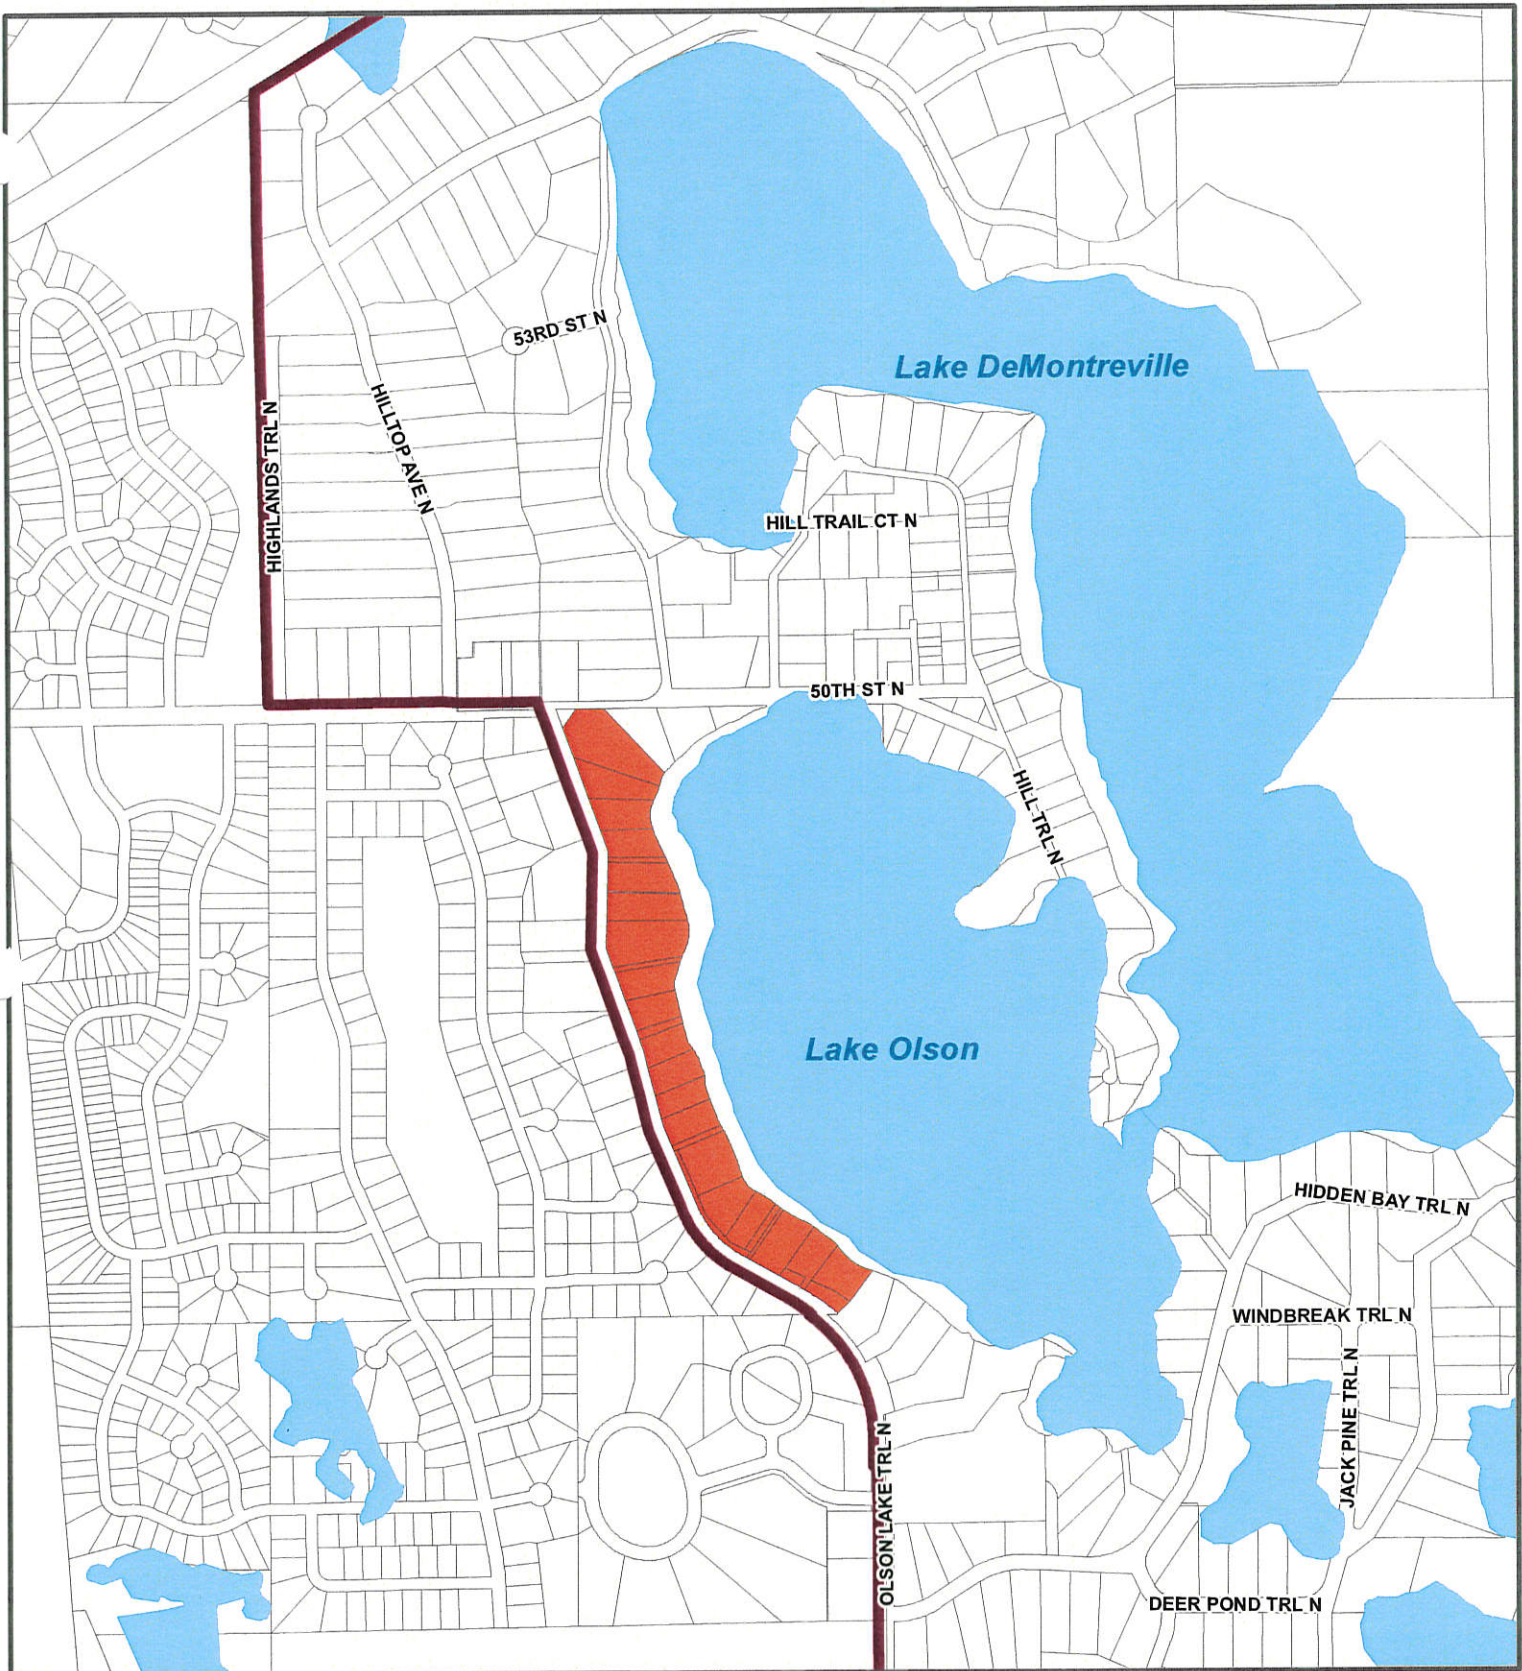 53RD ST N
Lake DeMontreville
HILLTOP AVE N
HIGHLANDS TRL N
HILL TRAIL CT N
50TH ST N
HILL TRL N
Lake Olson
HIDDEN BAY TRL N
WINDBREAK TRL N
JACK PINE TRL N
OLSON LAKE TRL N
DEER POND TRL N